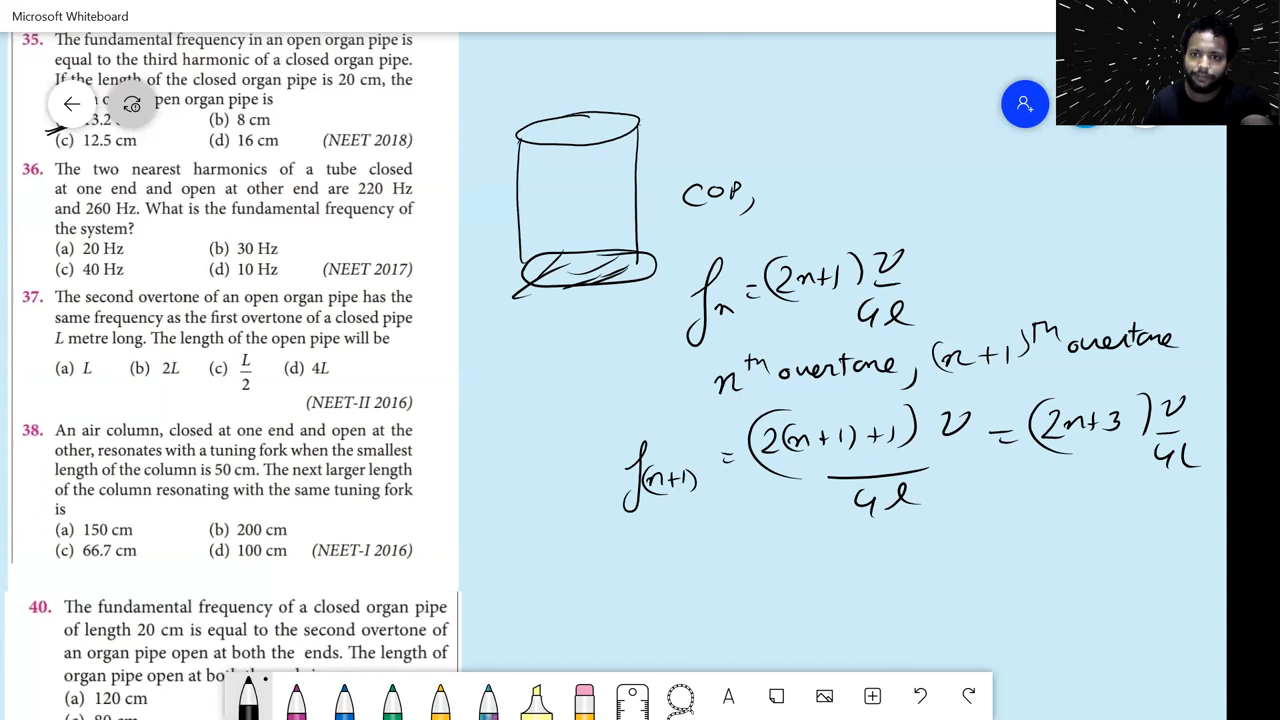 Microsoft Whiteboard
35. The fundamental frequency in an open organ pipe is
equal to the third harmonic of a closed organ pipe.
If the length of the closed organ pipe is 20 cm, the
pen organ pipe is
13.2 (b) 8 cm
(c) 12.5 cm (d) 16 cm (NEET 2018)
36. The two nearest harmonics of a tube closed
at one end and open at other end are 220 Hz
and 260 Hz. What is the fundamental frequency of
the system?
(a) 20 Hz (b) 30 Hz
(c) 40 Hz (d) 10 Hz (NEET 2017)
37. The second overtone of an open organ pipe has the
same frequency as the first overtone of a closed pipe
L metre long. The length of the open pipe will be
(a) L (b) 2L (c) L/2 (d) 4L
(NEET-II 2016)
38. An air column, closed at one end and open at the
other, resonates with a tuning fork when the smallest
length of the column is 50 cm. The next larger length
of the column resonating with the same tuning fork
is
(a) 150 cm (b) 200 cm
(c) 66.7 cm (d) 100 cm (NEET-I 2016)
40. The fundamental frequency of a closed organ pipe
of length 20 cm is equal to the second overtone of
an organ pipe open at both the ends. The length of
organ pipe open at
(a) 120 cm
COP,
fn = (2n+1) v/4l
nth overtone, (n+1)th overtone
f(n+1) = (2(n+1)+1) v/4l = (2n+3) v/4l
A